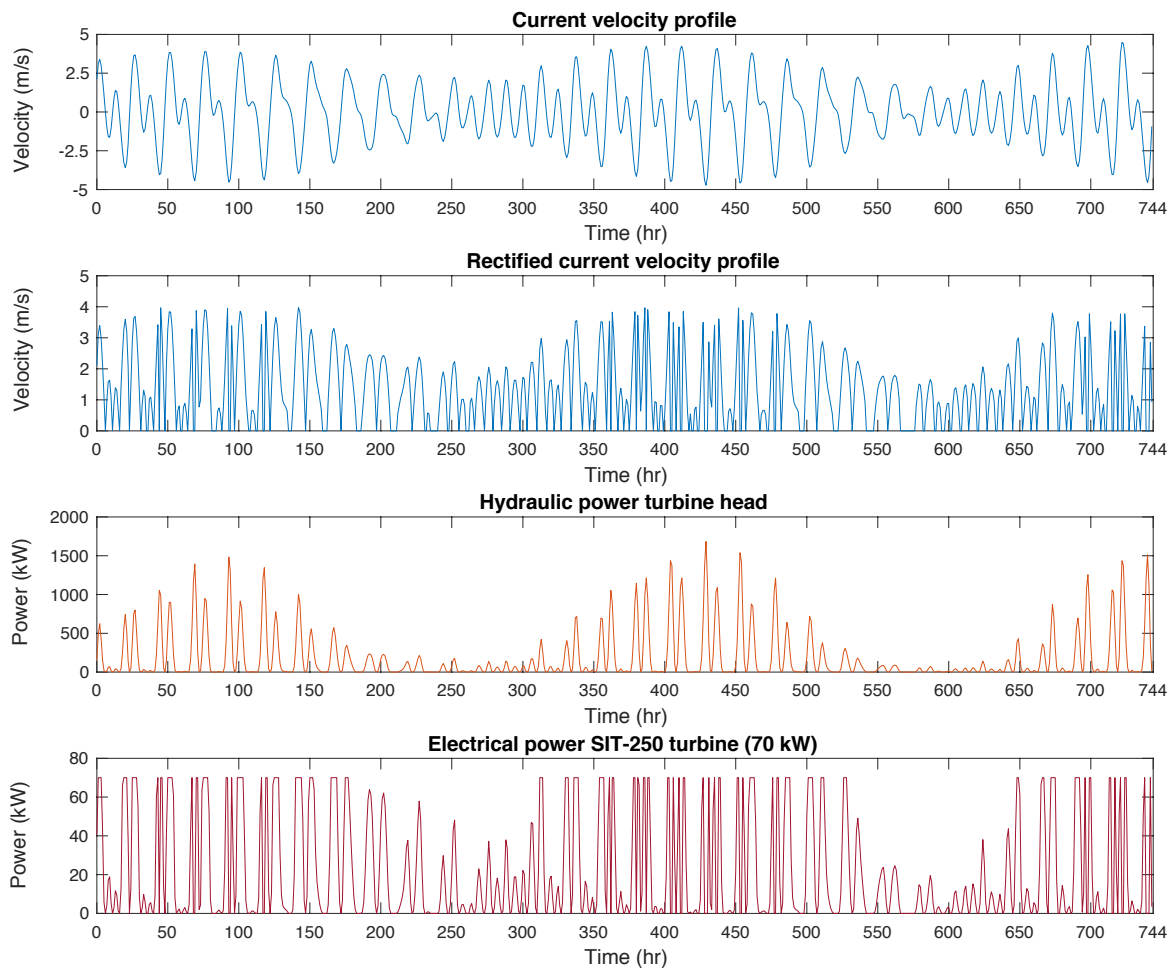 Current velocity profile
5
2.5
0
-2.5
-5
Velocity (m/s)
0 50 100 150 200 250 300 350 400 450 500 550 600 650 700 744
Time (hr)
Rectified current velocity profile
5
4
3
2
1
0
Velocity (m/s)
0 50 100 150 200 250 300 350 400 450 500 550 600 650 700 744
Time (hr)
Hydraulic power turbine head
2000
1500
1000
500
0
Power (kW)
0 50 100 150 200 250 300 350 400 450 500 550 600 650 700 744
Time (hr)
Electrical power SIT-250 turbine (70 kW)
80
60
40
20
0
Power (kW)
0 50 100 150 200 250 300 350 400 450 500 550 600 650 700 744
Time (hr)